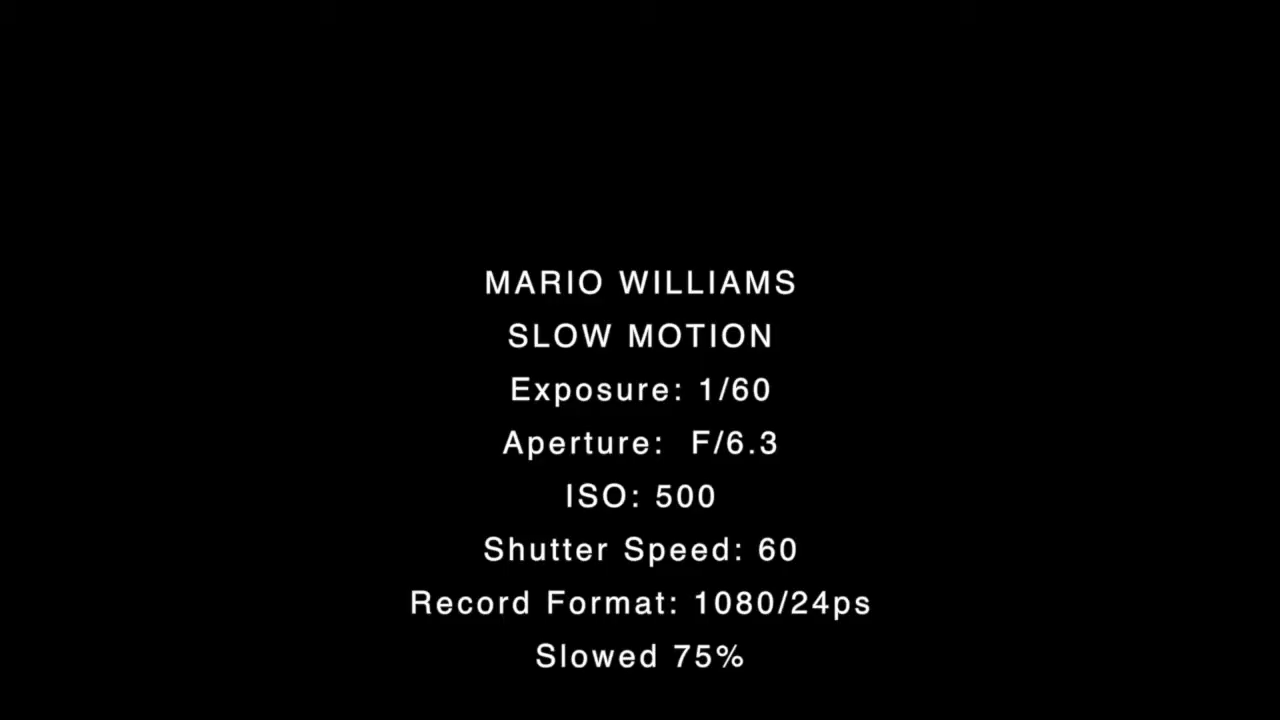 MARIO WILLIAMS
SLOW MOTION
Exposure: 1/60
Aperture:  F/6.3
ISO: 500
Shutter Speed: 60
Record Format: 1080/24ps
Slowed 75%